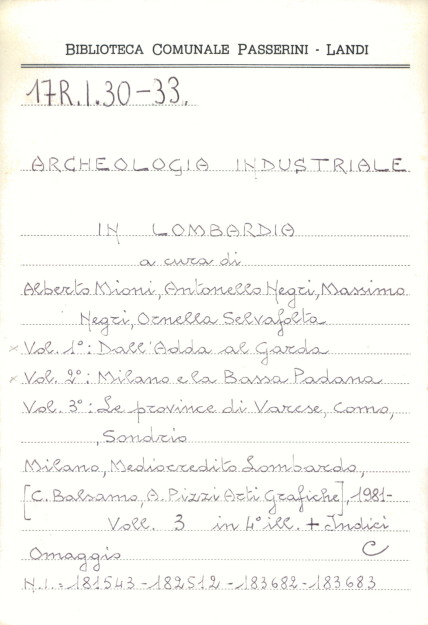 BIBLIOTECA COMUNALE PASSERINI - LANDI
17R.I.30-33.
ARCHEOLOGIA INDUSTRIALE
IN LOMBARDIA
a cura di
Alberto Mioni, Antonello Negri, Massimo
Negri, Ornella Selvafolta
x Vol. 1°: Dall'Adda al Garda
x Vol. 2°: Milano e la Bassa Padana
Vol. 3°: Le province di Varese, Como,
, Sondrio
Milano, Mediocredito Lombardo,
[C. Balsamo, A. Pizzi Arti Grafiche], 1981-
Voll. 3 in 4° ill. + Indici
Omaggio C
N.I.: 181543-182512-183682-183683